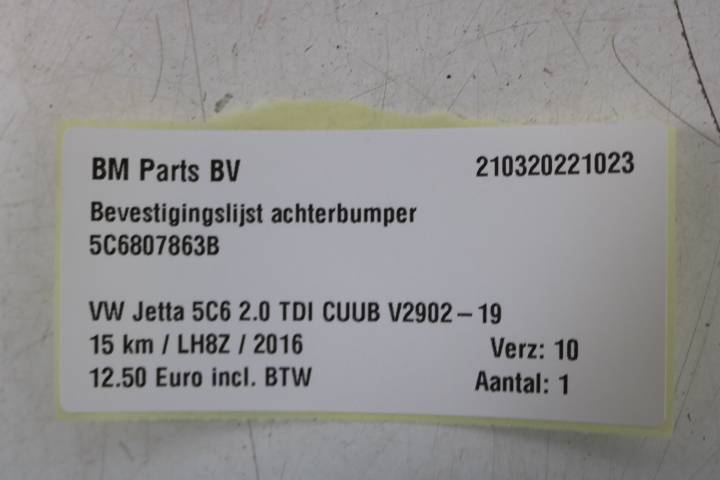 BM Parts BV 210320221023
Bevestigingslijst achterbumper
5C6807863B
VW Jetta 5C6 2.0 TDI CUUB V2902 – 19
15 km / LH8Z / 2016 Verz: 10
12.50 Euro incl. BTW Aantal: 1